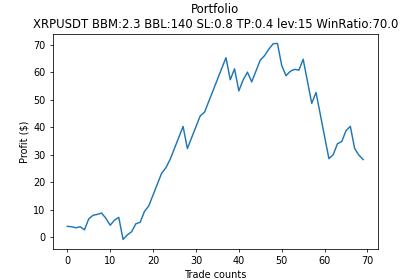 Portfolio
XRPUSDT BBM:2.3 BBL:140 SL:0.8 TP:0.4 lev:15 WinRatio:70.0
Profit ($)
70
60
50
40
30
20
10
0
0 10 20 30 40 50 60 70
Trade counts